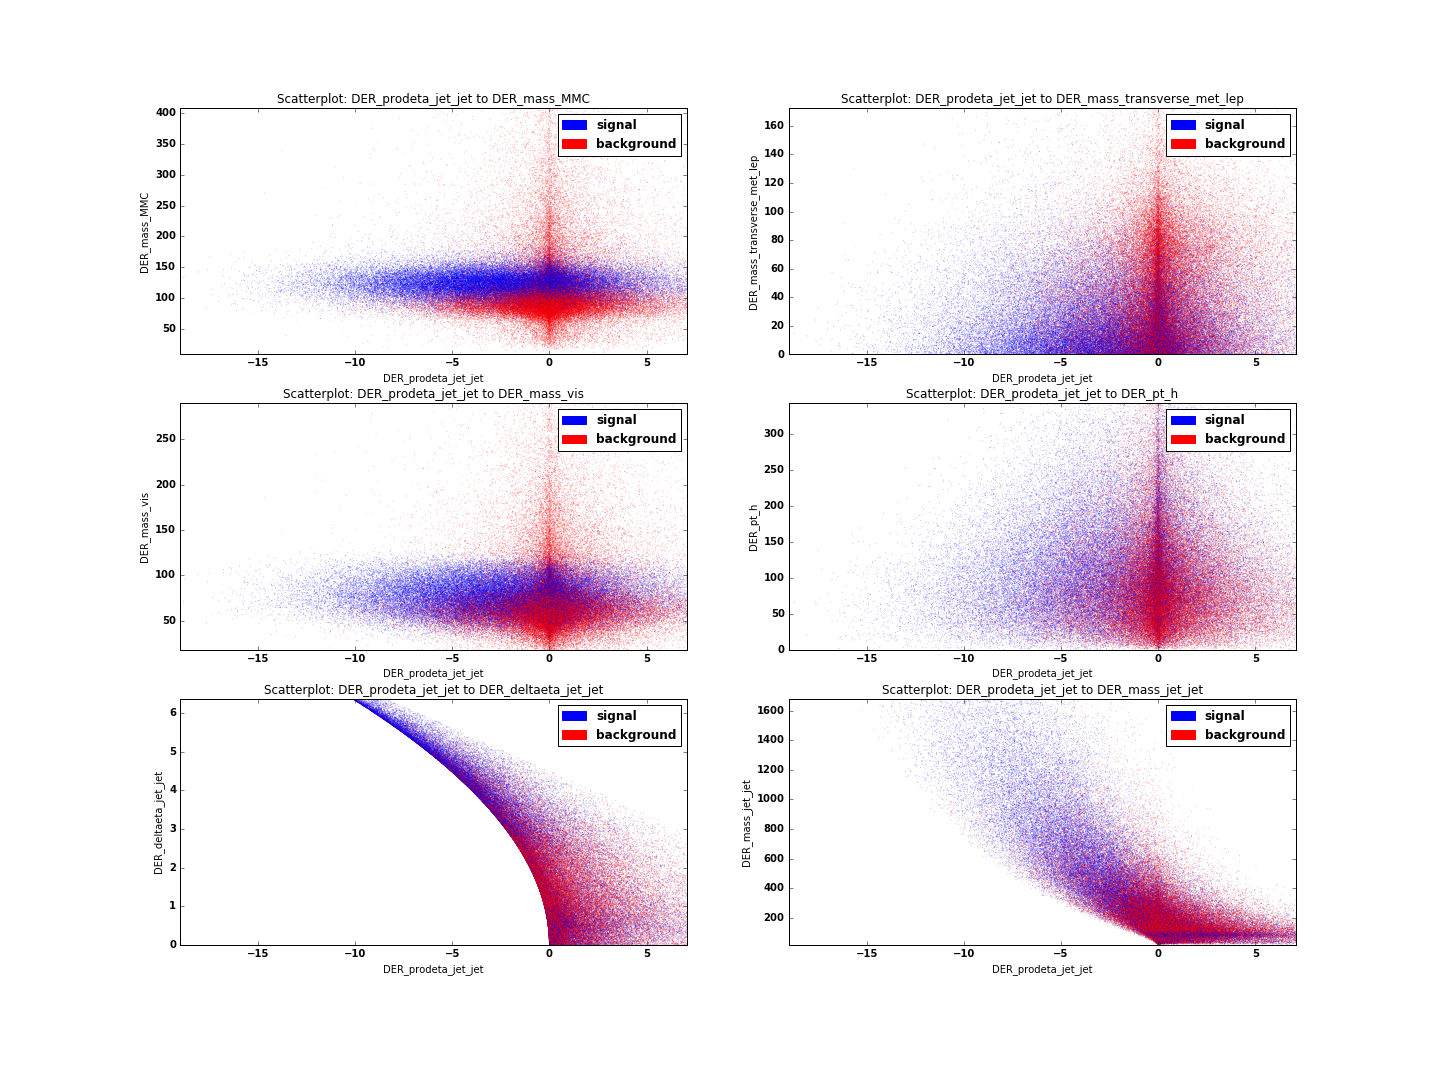 Scatterplot: DER_prodeta_jet_jet to DER_mass_MMC
400
350
300
250
200
150
100
50
DER_mass_MMC
signal
background
−15
−10
−5
0
5
DER_prodeta_jet_jet
Scatterplot: DER_prodeta_jet_jet to DER_mass_transverse_met_lep
160
140
120
100
80
60
40
20
0
DER_mass_transverse_met_lep
signal
background
−15
−10
−5
0
5
DER_prodeta_jet_jet
Scatterplot: DER_prodeta_jet_jet to DER_mass_vis
250
200
150
100
50
DER_mass_vis
signal
background
−15
−10
−5
0
5
DER_prodeta_jet_jet
Scatterplot: DER_prodeta_jet_jet to DER_pt_h
300
250
200
150
100
50
0
DER_pt_h
signal
background
−15
−10
−5
0
5
DER_prodeta_jet_jet
Scatterplot: DER_prodeta_jet_jet to DER_deltaeta_jet_jet
6
5
4
3
2
1
0
DER_deltaeta_jet_jet
signal
background
−15
−10
−5
0
5
DER_prodeta_jet_jet
Scatterplot: DER_prodeta_jet_jet to DER_mass_jet_jet
1600
1400
1200
1000
800
600
400
200
DER_mass_jet_jet
signal
background
−15
−10
−5
0
5
DER_prodeta_jet_jet